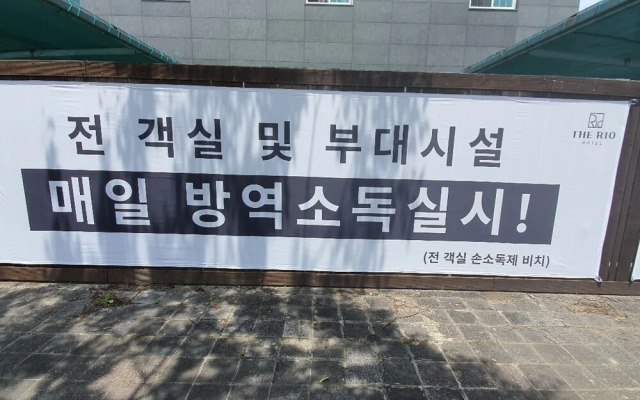 전 객실 및 부대시설
매일 방역소독실시!
(전 객실 손소독제 비치)
THE RIO
HOTEL